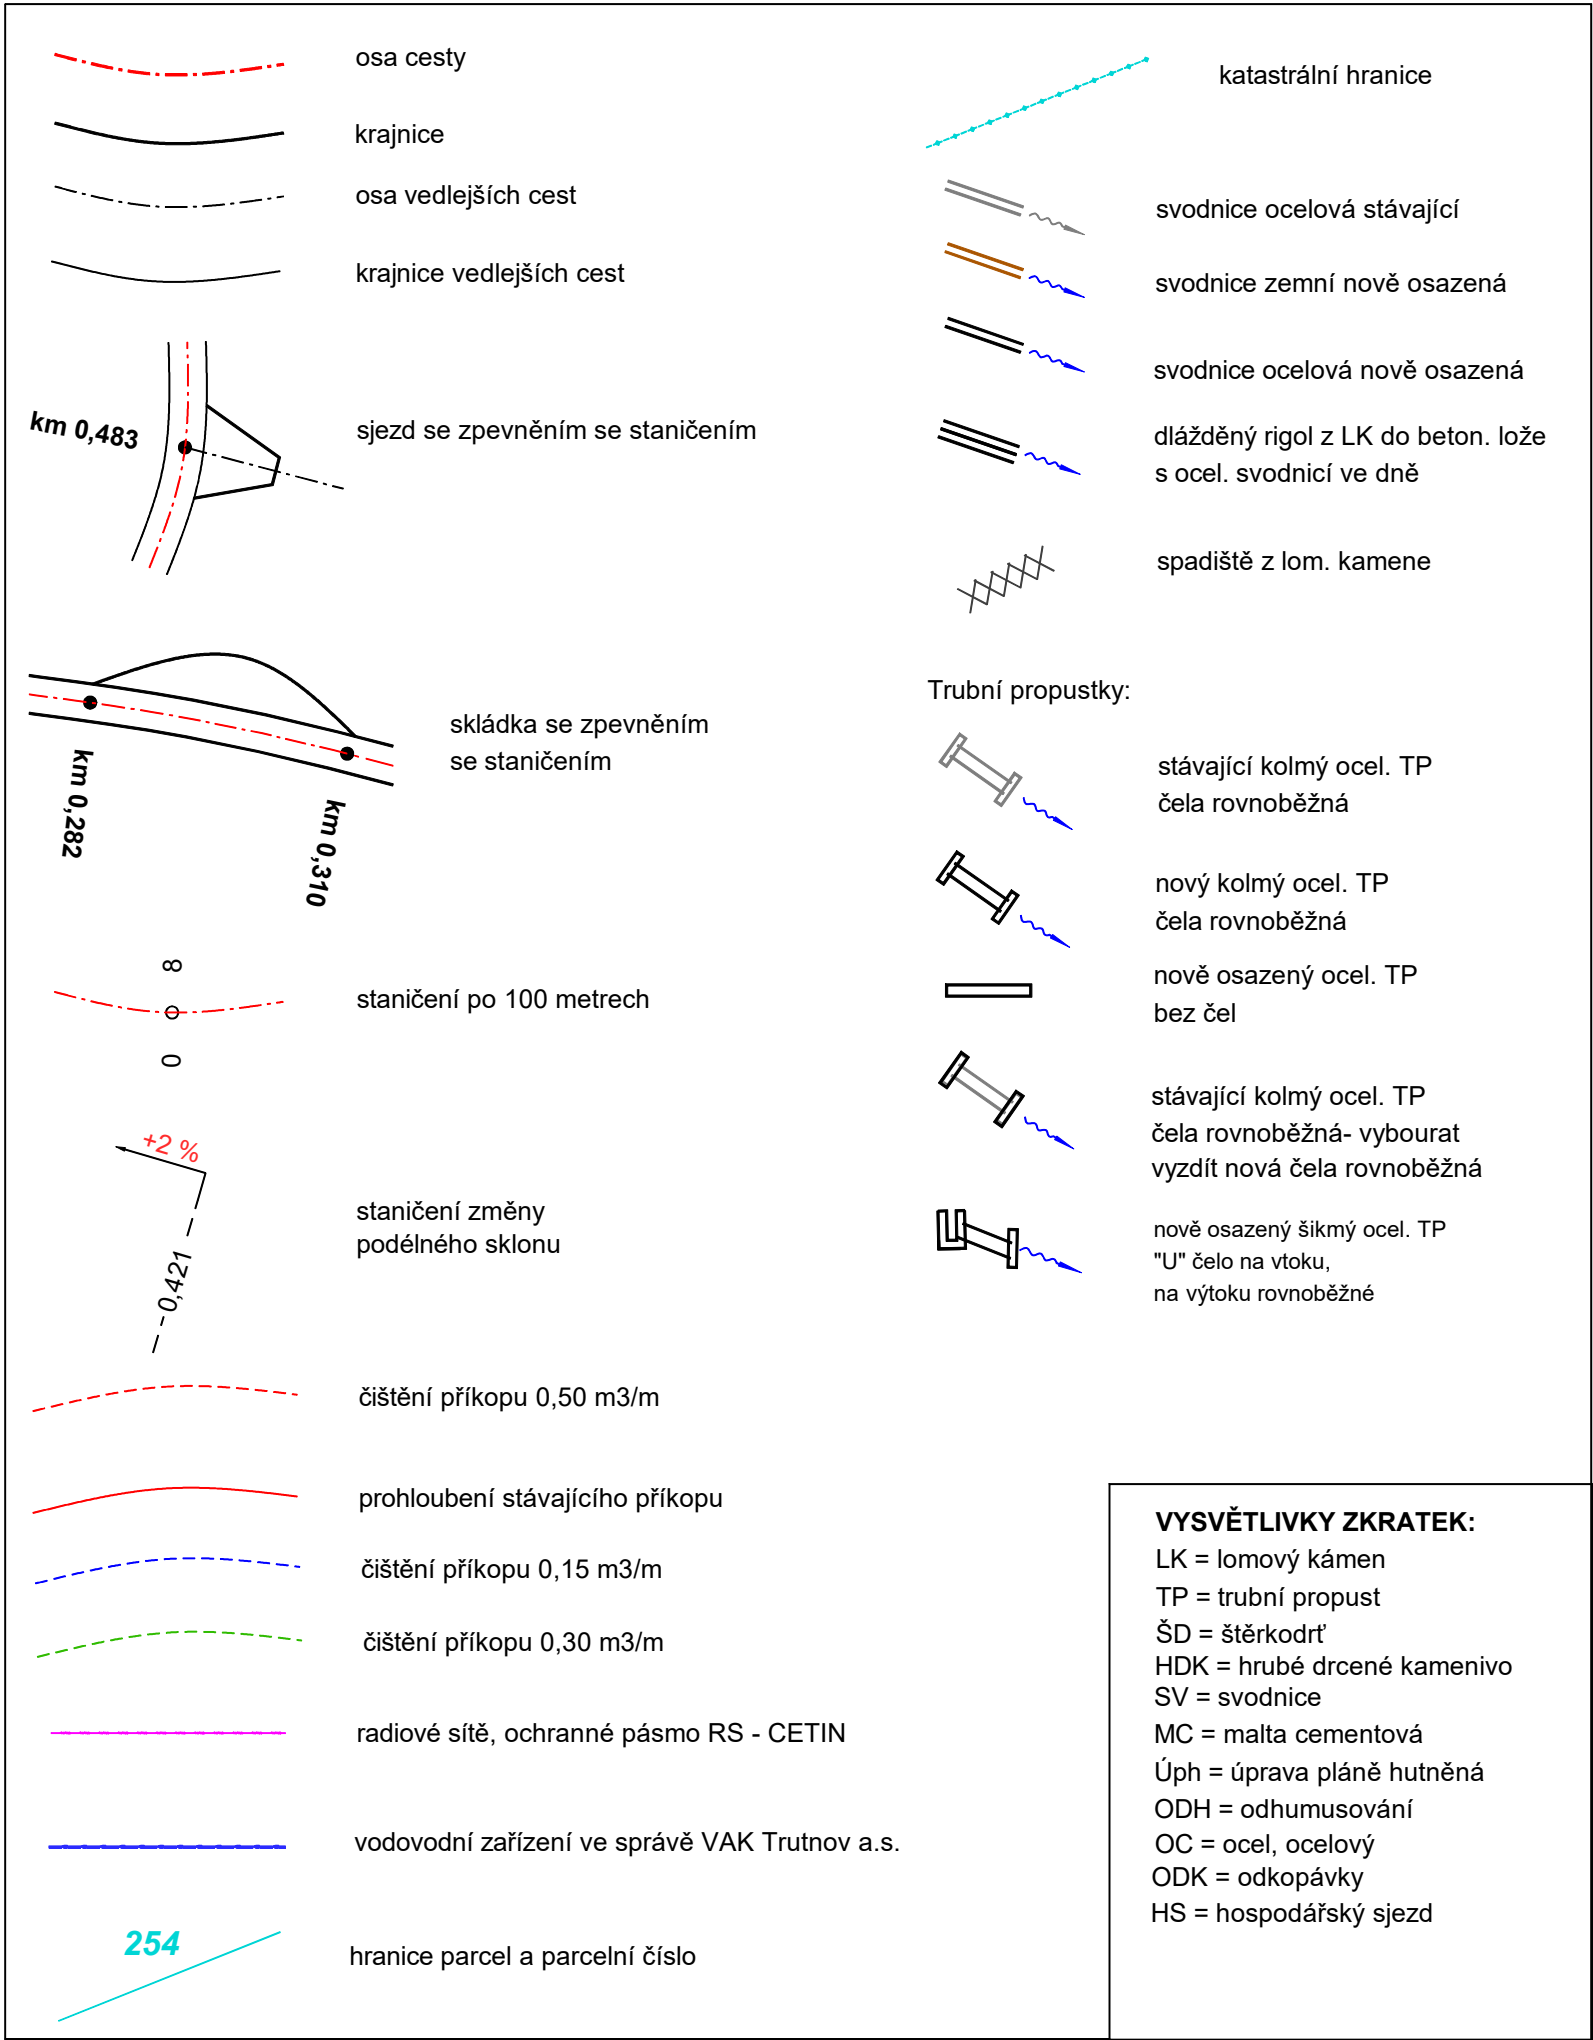 osa cesty
krajnice
osa vedlejších cest
krajnice vedlejších cest
km 0,483
sjezd se zpevněním se staničením
skládka se zpevněním
se staničením
km 0,282
km 0,310
8
staničení po 100 metrech
0
+2 %
staničení změny
podélného sklonu
0,421
čištění příkopu 0,50 m3/m
prohloubení stávajícího příkopu
čištění příkopu 0,15 m3/m
čištění příkopu 0,30 m3/m
radiové sítě, ochranné pásmo RS - CETIN
vodovodní zařízení ve správě VAK Trutnov a.s.
254
hranice parcel a parcelní číslo
katastrální hranice
svodnice ocelová stávající
svodnice zemní nově osazená
svodnice ocelová nově osazená
dlážděný rigol z LK do beton. lože
s ocel. svodnicí ve dně
spadiště z lom. kamene
Trubní propustky:
stávající kolmý ocel. TP
čela rovnoběžná
nový kolmý ocel. TP
čela rovnoběžná
nově osazený ocel. TP
bez čel
stávající kolmý ocel. TP
čela rovnoběžná- vybourat
vyzdít nová čela rovnoběžná
nově osazený šikmý ocel. TP
"U" čelo na vtoku,
na výtoku rovnoběžné
VYSVĚTLIVKY ZKRATEK:
LK = lomový kámen
TP = trubní propust
ŠD = štěrkodrť
HDK = hrubé drcené kamenivo
SV = svodnice
MC = malta cementová
Úph = úprava pláně hutněná
ODH = odhumusování
OC = ocel, ocelový
ODK = odkopávky
HS = hospodářský sjezd